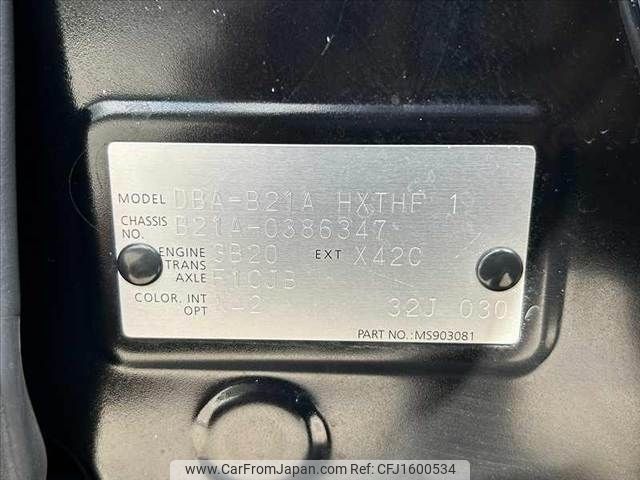 MODEL DBA-B21A HXTHF 1
CHASSIS NO. B21A-0386347
ENGINE 3B20 EXT X42C
TRANS AXLE F1CJB
COLOR. INT OPT -2 32J 030
PART NO.:MS903081
www.CarFromJapan.com CFJ1600534